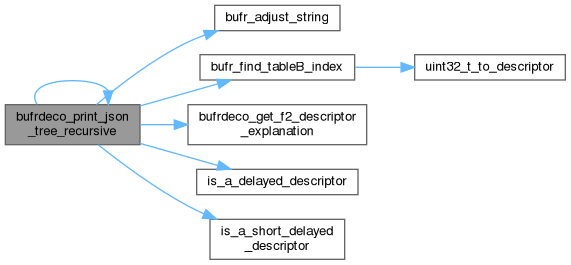 bufr_adjust_string
bufr_find_tableB_index
uint32_t_to_descriptor
bufrdeco_print_json
_tree_recursive
bufrdeco_get_f2_descriptor
_explanation
is_a_delayed_descriptor
is_a_short_delayed
_descriptor